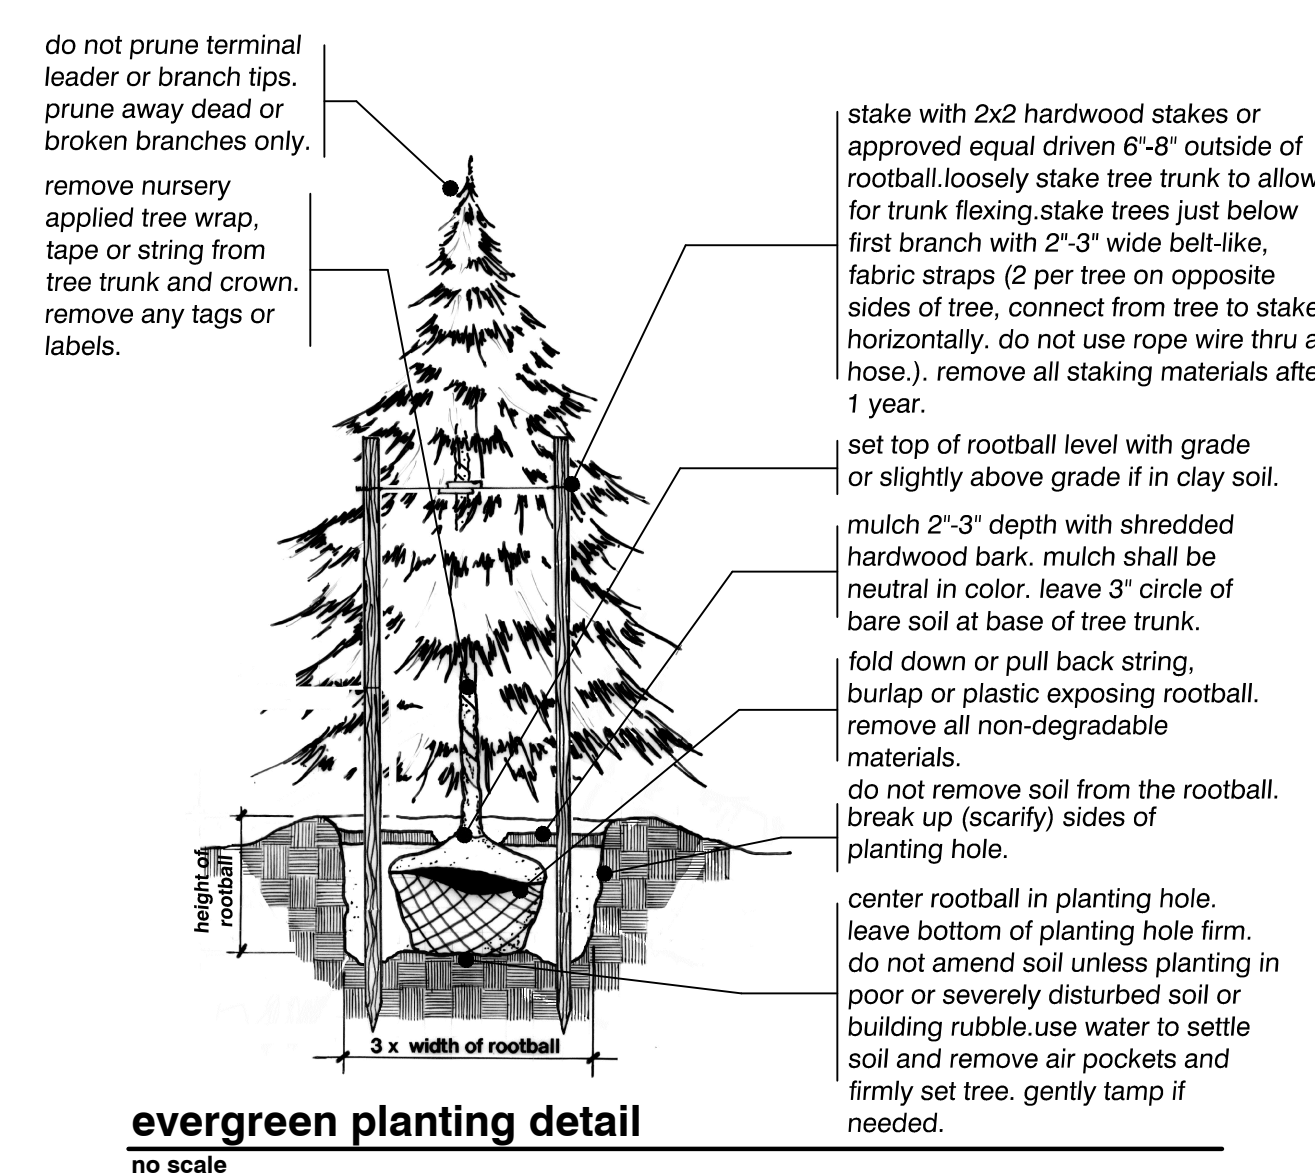 do not prune terminal
leader or branch tips.
prune away dead or
broken branches only.
remove nursery
applied tree wrap,
tape or string from
tree trunk and crown.
remove any tags or
labels.
stake with 2x2 hardwood stakes or
approved equal driven 6"-8" outside of
rootball.loosely stake tree trunk to allow
for trunk flexing.stake trees just below
first branch with 2"-3" wide belt-like,
fabric straps (2 per tree on opposite
sides of tree, connect from tree to stake
horizontally. do not use rope wire thru a
hose.). remove all staking materials afte
1 year.
set top of rootball level with grade
or slightly above grade if in clay soil.
mulch 2"-3" depth with shredded
hardwood bark. mulch shall be
neutral in color. leave 3" circle of
bare soil at base of tree trunk.
fold down or pull back string,
burlap or plastic exposing rootball.
remove all non-degradable
materials.
do not remove soil from the rootball.
break up (scarify) sides of
planting hole.
center rootball in planting hole.
leave bottom of planting hole firm.
do not amend soil unless planting in
poor or severely disturbed soil or
building rubble.use water to settle
soil and remove air pockets and
firmly set tree. gently tamp if
needed.
height of
rootball
3 x width of rootball
evergreen planting detail
no scale